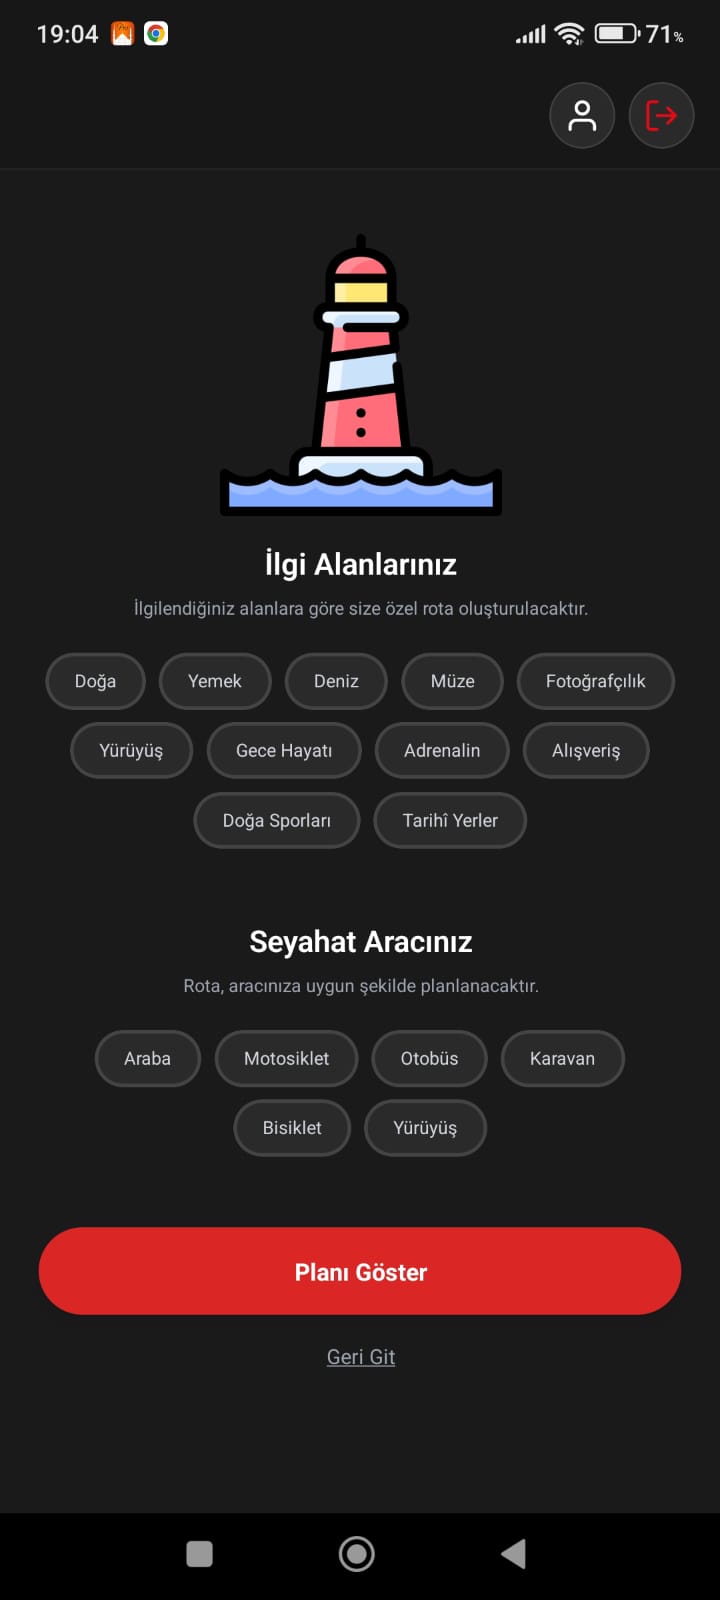 19:04 71%
İlgi Alanlarınız
İlgilendiğiniz alanlara göre size özel rota oluşturulacaktır.
Doğa Yemek Deniz Müze Fotoğrafçılık
Yürüyüş Gece Hayatı Adrenalin Alışveriş
Doğa Sporları Tarihî Yerler
Seyahat Aracınız
Rota, aracınıza uygun şekilde planlanacaktır.
Araba Motosiklet Otobüs Karavan
Bisiklet Yürüyüş
Planı Göster
Geri Git